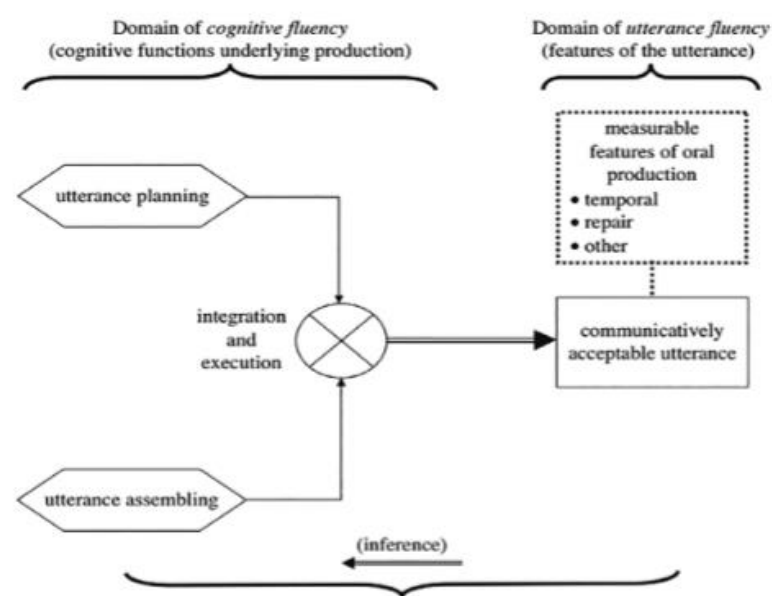 Domain of cognitive fluency
(cognitive functions underlying production)
Domain of utterance fluency
(features of the utterance)
measurable
features of oral
production
• temporal
• repair
• other
utterance planning
integration
and
execution
communicatively
acceptable utterance
utterance assembling
(inference)